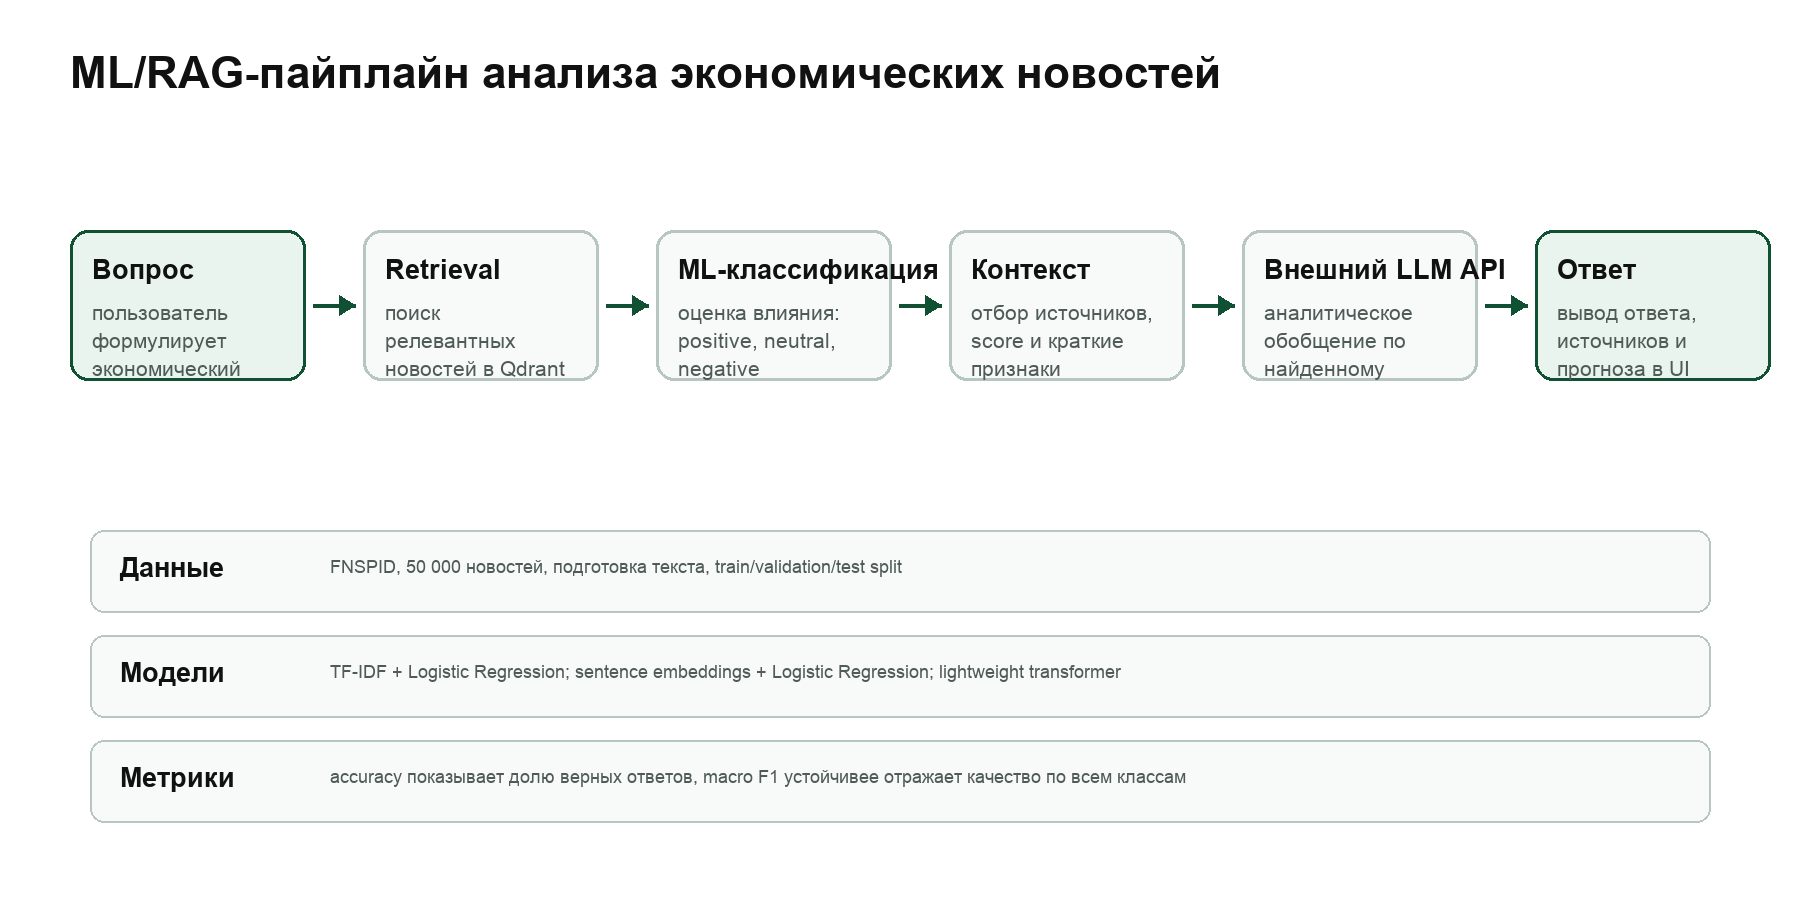 ML/RAG-пайплайн анализа экономических новостей
Вопрос
пользователь
формулирует
экономический
Retrieval
поиск
релевантных
новостей в Qdrant
ML-классификация
оценка влияния:
positive, neutral,
negative
Контекст
отбор источников,
score и краткие
признаки
Внешний LLM API
аналитическое
обобщение по
найденному
Ответ
вывод ответа,
источников и
прогноза в UI
Данные
FNSPID, 50 000 новостей, подготовка текста, train/validation/test split
Модели
TF-IDF + Logistic Regression; sentence embeddings + Logistic Regression; lightweight transformer
Метрики
accuracy показывает долю верных ответов, macro F1 устойчивее отражает качество по всем классам